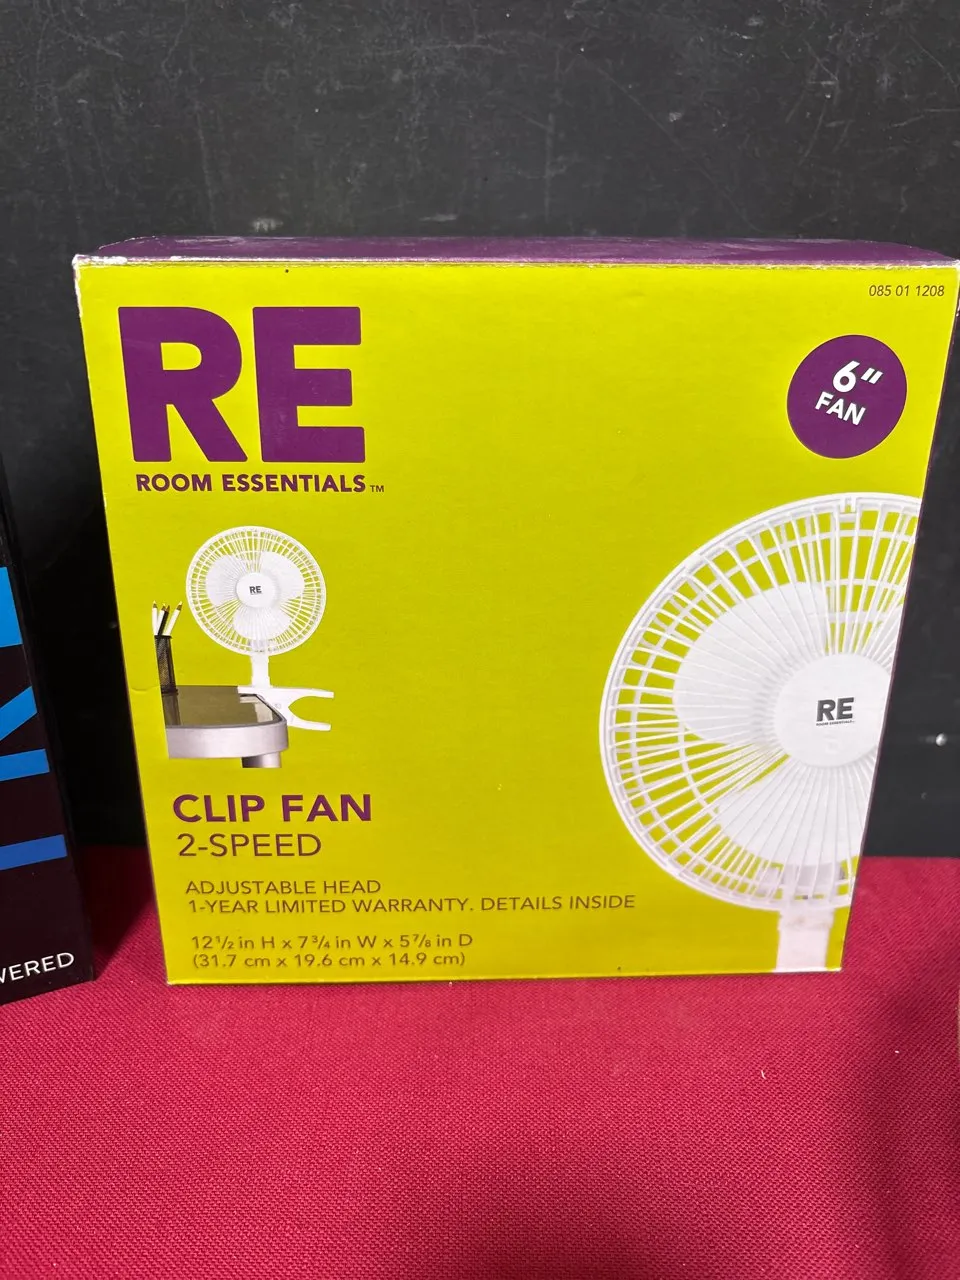 085 01 1208
RE
ROOM ESSENTIALS™
6"
FAN
RE
RE
ROOM ESSENTIALS
CLIP FAN
2-SPEED
ADJUSTABLE HEAD
1-YEAR LIMITED WARRANTY. DETAILS INSIDE
12½ in H x 7¾ in W x 5⅞ in D
(31.7 cm x 19.6 cm x 14.9 cm)
WERED